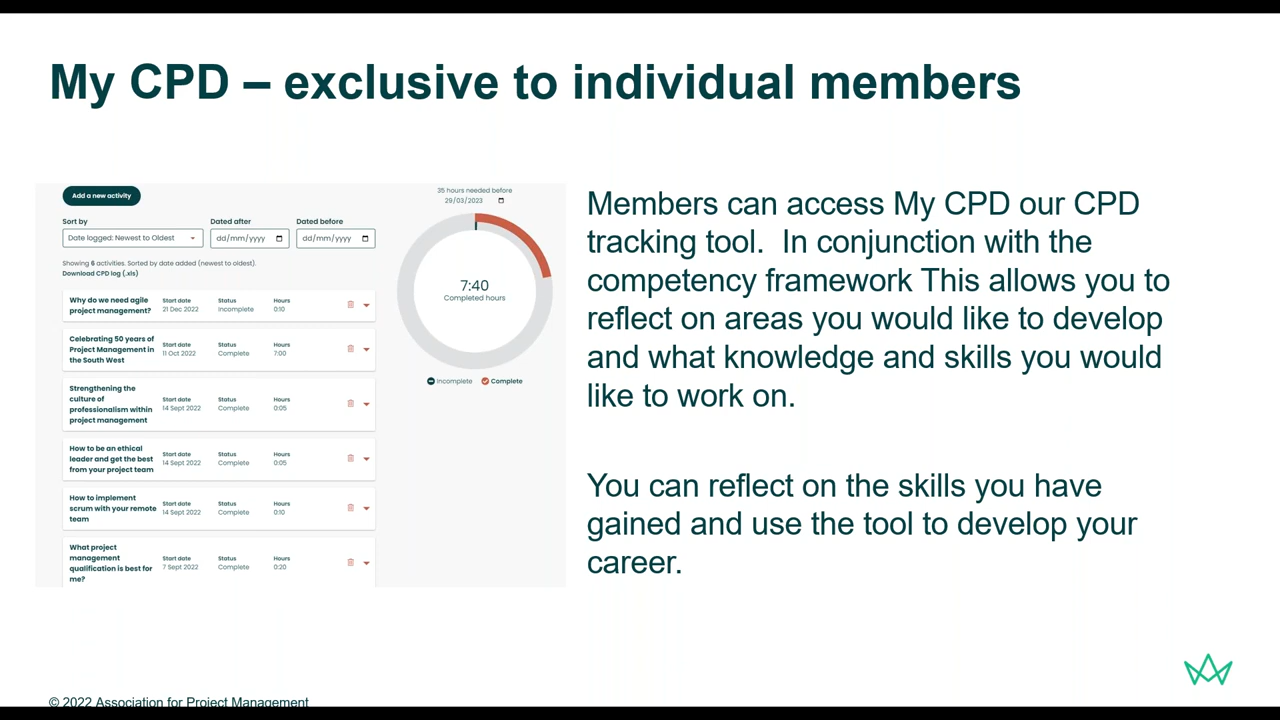 My CPD – exclusive to individual members
Add a new activity
Sort by
Dated after
Dated before
Date logged: Newest to Oldest
dd/mm/yyyy
dd/mm/yyyy
Showing 6 activities. Sorted by date added (newest to oldest).
Download CPD log (.xls)
Why do we need agile
project management?
Start date
21 Dec 2022
Status
Incomplete
Hours
0:10
Celebrating 50 years of
Project Management in
the South West
Start date
11 Oct 2022
Status
Complete
Hours
7:00
Strengthening the
culture of
professionalism within
project management
Start date
14 Sept 2022
Status
Complete
Hours
0:05
How to be an ethical
leader and get the best
from your project team
Start date
14 Sept 2022
Status
Complete
Hours
0:05
How to implement
scrum with your remote
team
Start date
14 Sept 2022
Status
Complete
Hours
0:10
What project
management
qualification is best for
me?
Start date
7 Sept 2022
Status
Complete
Hours
0:20
35 hours needed before
29/03/2023
7:40
Completed hours
Incomplete
Complete
Members can access My CPD our CPD
tracking tool.  In conjunction with the
competency framework This allows you to
reflect on areas you would like to develop
and what knowledge and skills you would
like to work on.
You can reflect on the skills you have
gained and use the tool to develop your
career.
© 2022 Association for Project Management